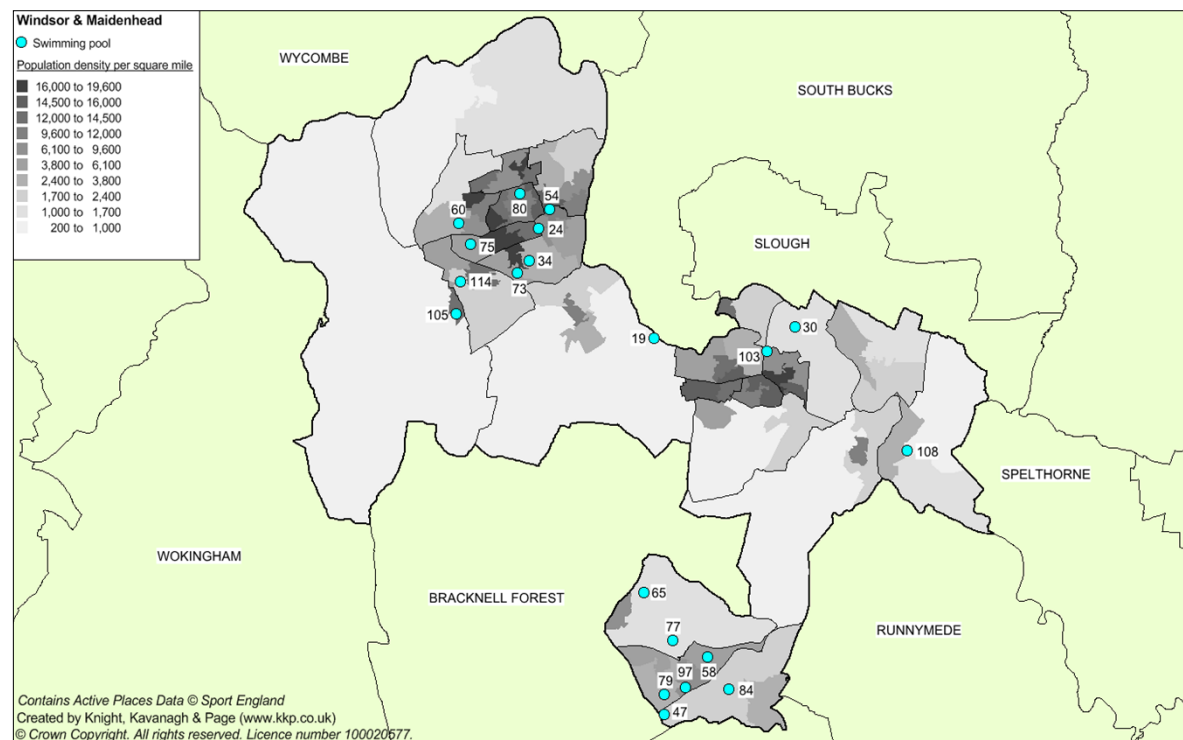 Windsor & Maidenhead
Swimming pool
Population density per square mile
16,000 to 19,600
14,500 to 16,000
12,000 to 14,500
9,600 to 12,000
6,100 to 9,600
3,800 to 6,100
2,400 to 3,800
1,700 to 2,400
1,000 to 1,700
200 to 1,000
WYCOMBE
SOUTH BUCKS
54
80
60
24
75
SLOUGH
34
73
114
105
30
19
103
108
SPELTHORNE
WOKINGHAM
BRACKNELL FOREST
65
77
RUNNYMEDE
58
97
79
84
47
Contains Active Places Data © Sport England
Created by Knight, Kavanagh & Page (www.kkp.co.uk)
© Crown Copyright. All rights reserved. Licence number 100020577.